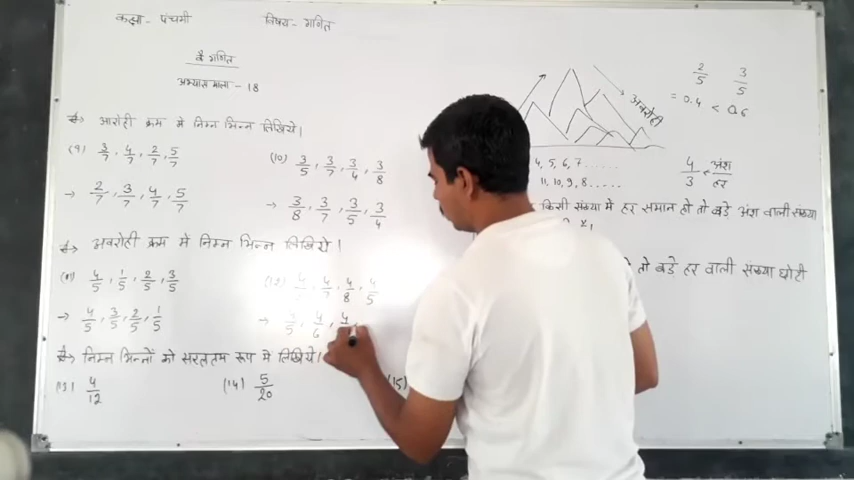 कक्षा - पंचमी विषय - गणित
वै गणित
अभ्यासमाला - 18
आरोही क्रम मे निम्न भिन्न लिखिये।
(9) 3/7, 4/7, 2/7, 5/7 (10) 3/5, 3/7, 3/4, 3/8
→ 2/7, 3/7, 4/7, 5/7 → 3/8, 3/7, 3/5, 3/4
अवरोही क्रम मे निम्न भिन्न लिखिये।
4/5, 1/5, 2/5, 3/5 (12) 4/7, 4/8, 4/5
→ 4/5, 3/5, 2/5, 1/5 → 4/5, 4/6, 4
निम्न भिन्नों को सरलतम रूप मे लिखिये।
(13) 4/12 (14) 5/20 (15)
अवरोही
2/5 3/5
= 0.4 < 0.6
4, 5, 6, 7 ......
11, 10, 9, 8 .....
4/3 अंश/हर
किसी संख्या मे हर समान हो तो बडे अंश वाली संख्या
तो बडे हर वाली संख्या छोटी